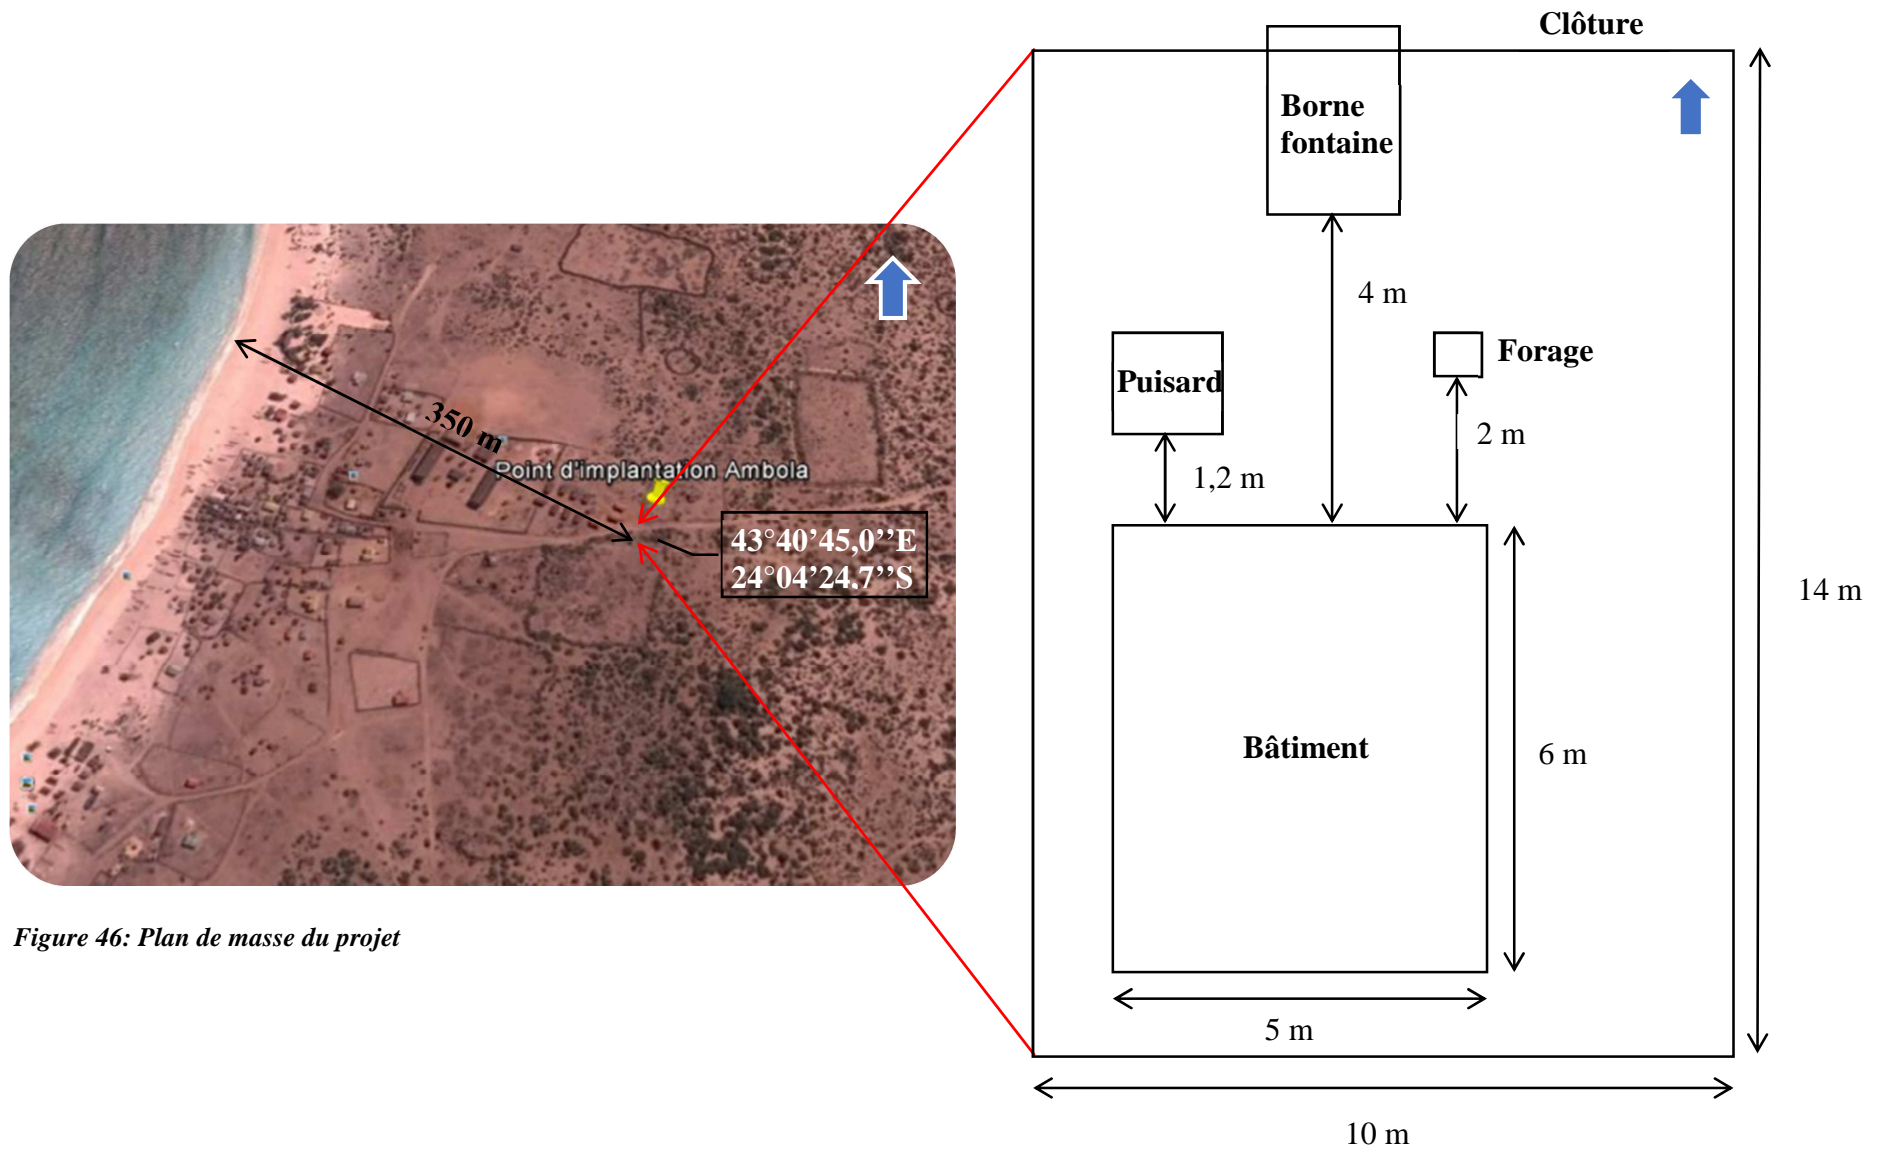 Clôture
Borne
fontaine
4 m
Puisard
Forage
1,2 m
2 m
Bâtiment
6 m
5 m
14 m
10 m
350 m
Point d'implantation Ambola
43°40’45,0’’E
24°04’24,7’’S
Figure 46: Plan de masse du projet